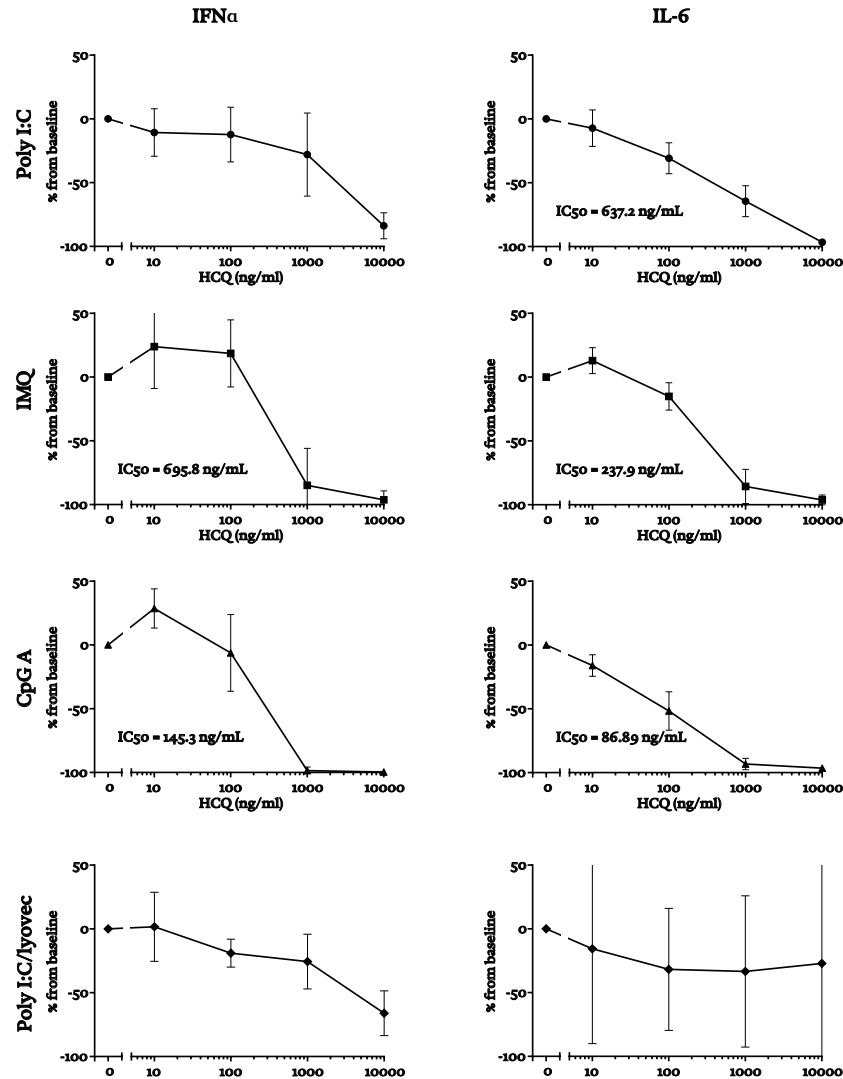 IFNα
IL-6
Poly I:C
% from baseline
50
0
-50
-100
0 10 100 1000 10000
HCQ (ng/ml)
% from baseline
50
0
-50
-100
IC50 = 637.2 ng/mL
0 10 100 1000 10000
HCQ (ng/ml)
IMQ
% from baseline
50
0
-50
-100
IC50 = 695.8 ng/mL
0 10 100 1000 10000
HCQ (ng/ml)
% from baseline
50
0
-50
-100
IC50 = 237.9 ng/mL
0 10 100 1000 10000
HCQ (ng/ml)
CpG A
% from baseline
50
0
-50
-100
IC50 = 145.3 ng/mL
0 10 100 1000 10000
HCQ (ng/ml)
% from baseline
50
0
-50
-100
IC50 = 86.89 ng/mL
0 10 100 1000 10000
HCQ (ng/ml)
Poly I:C/lyovec
% from baseline
50
0
-50
-100
0 10 100 1000 10000
% from baseline
50
0
-50
-100
0 10 100 1000 10000